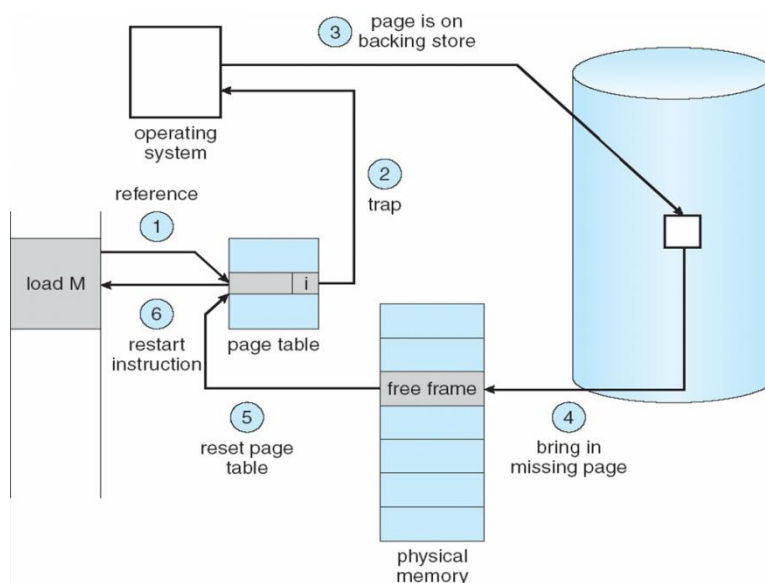 3
page is on
backing store
operating
system
2
trap
reference
1
load M
i
6
restart
instruction
page table
free frame
5
reset page
table
4
bring in
missing page
physical
memory